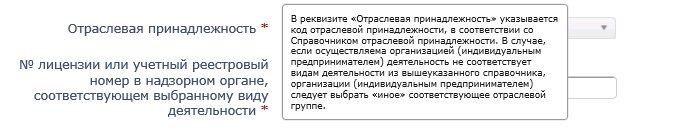 Отраслевая принадлежность *
№ лицензии или учетный реестровый
номер в надзорном органе,
соответствующем выбранному виду
деятельности *
В реквизите «Отраслевая принадлежность» указывается
код отраслевой принадлежности, в соответствии со
Справочником отраслевой принадлежности. В случае,
если осуществляема организацией (индивидуальным
предпринимателем) деятельность не соответствует
видам деятельности из вышеуказанного справочника,
организации (индивидуальным предпринимателем)
следует выбрать «иное» соответствующее отраслевой
группе.